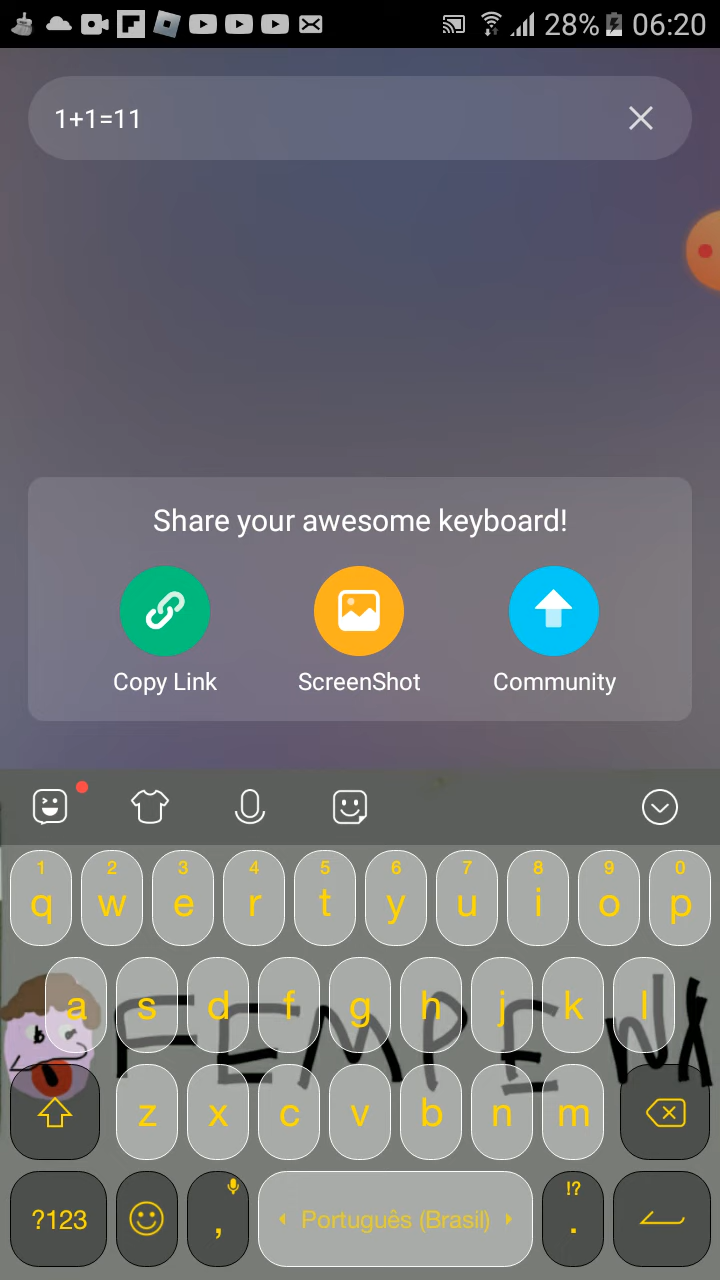 28% 06:20
1+1=11
Share your awesome keyboard!
Copy Link ScreenShot Community
1 2 3 4 5 6 7 8 9 0
q w e r t y u i o p
a s d f g h j k l
z x c v b n m
!?
?123 , Português (Brasil) .